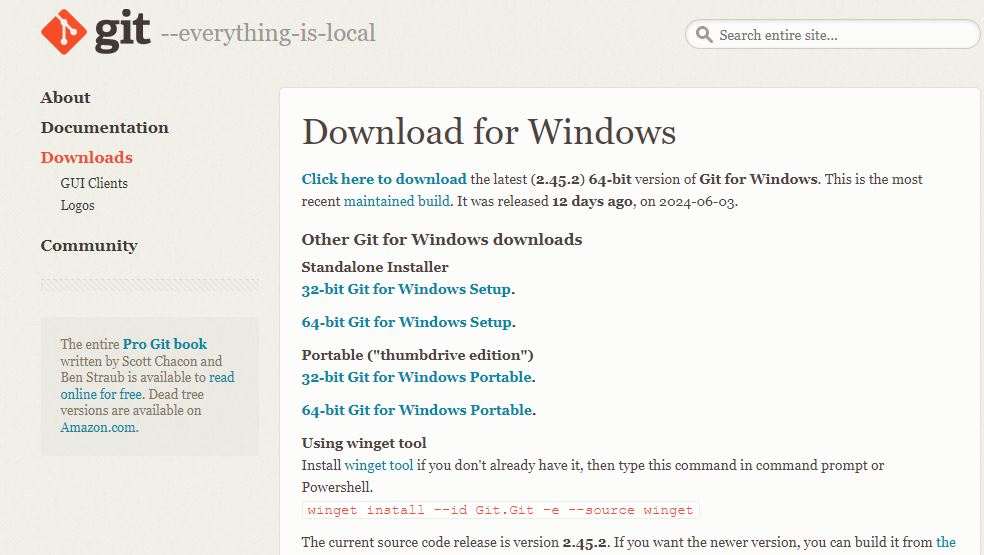 git --everything-is-local
Search entire site...
About
Documentation
Downloads
GUI Clients
Logos
Community
The entire Pro Git book
written by Scott Chacon and
Ben Straub is available to read
online for free. Dead tree
versions are available on
Amazon.com.
Download for Windows
Click here to download the latest (2.45.2) 64-bit version of Git for Windows. This is the most
recent maintained build. It was released 12 days ago, on 2024-06-03.
Other Git for Windows downloads
Standalone Installer
32-bit Git for Windows Setup.
64-bit Git for Windows Setup.
Portable ("thumbdrive edition")
32-bit Git for Windows Portable.
64-bit Git for Windows Portable.
Using winget tool
Install winget tool if you don't already have it, then type this command in command prompt or
Powershell.
winget install --id Git.Git -e --source winget
The current source code release is version 2.45.2. If you want the newer version, you can build it from the